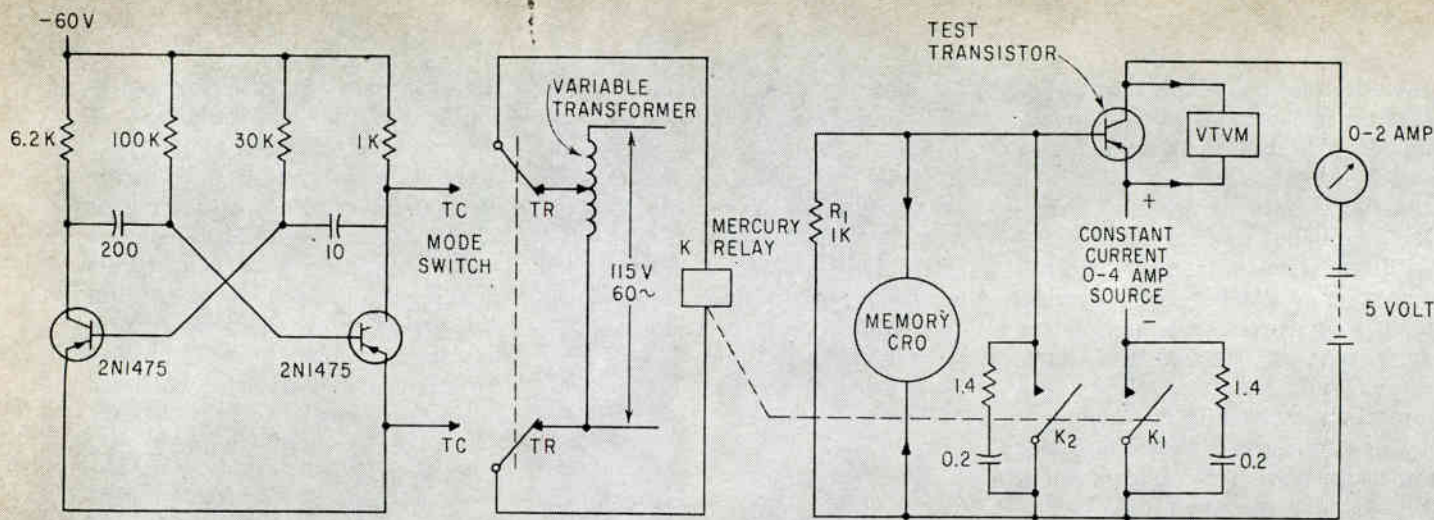 -60V
6.2K
100K
30K
1K
200
10
2N1475
2N1475
TC
TC
MODE
SWITCH
TR
TR
VARIABLE
TRANSFORMER
115V
60~
K
MERCURY
RELAY
R1
1K
MEMORY
CRO
TEST
TRANSISTOR
VTVM
+
CONSTANT
CURRENT
0-4 AMP
SOURCE
-
1.4
0.2
K2
K1
1.4
0.2
0-2 AMP
5 VOLT